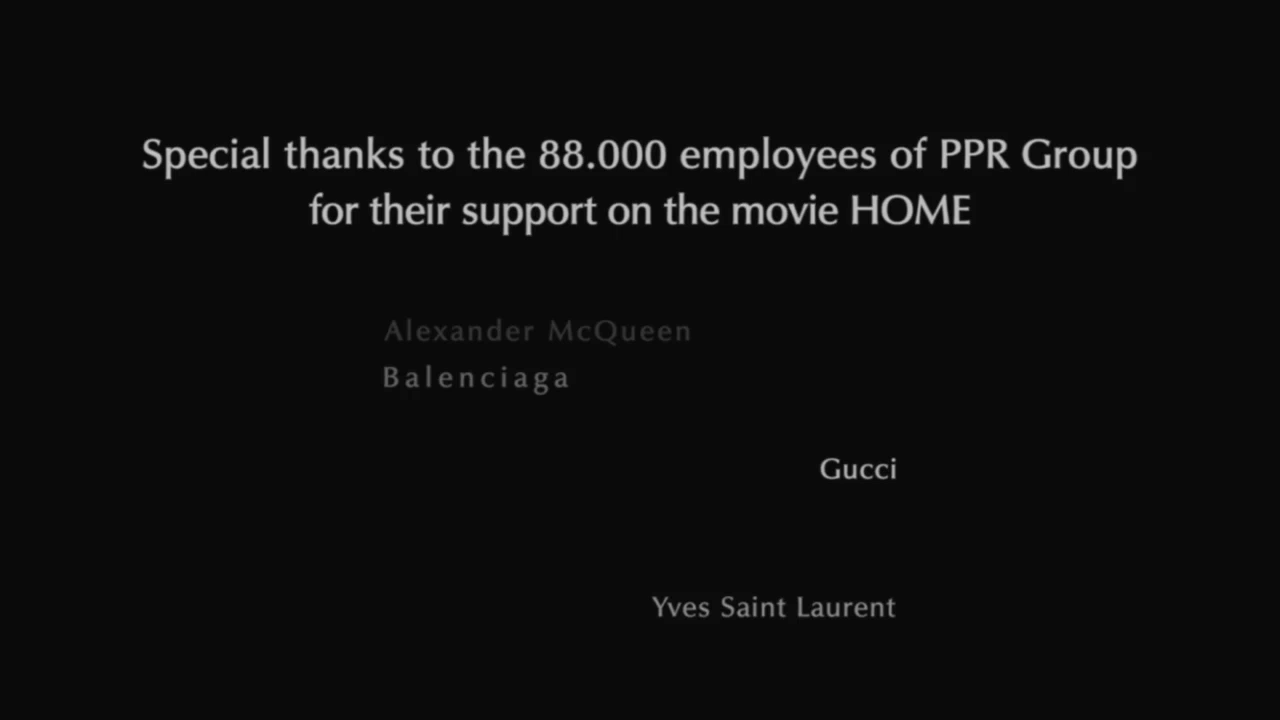 Special thanks to the 88.000 employees of PPR Group
for their support on the movie HOME
Alexander McQueen
Balenciaga
Gucci
Yves Saint Laurent